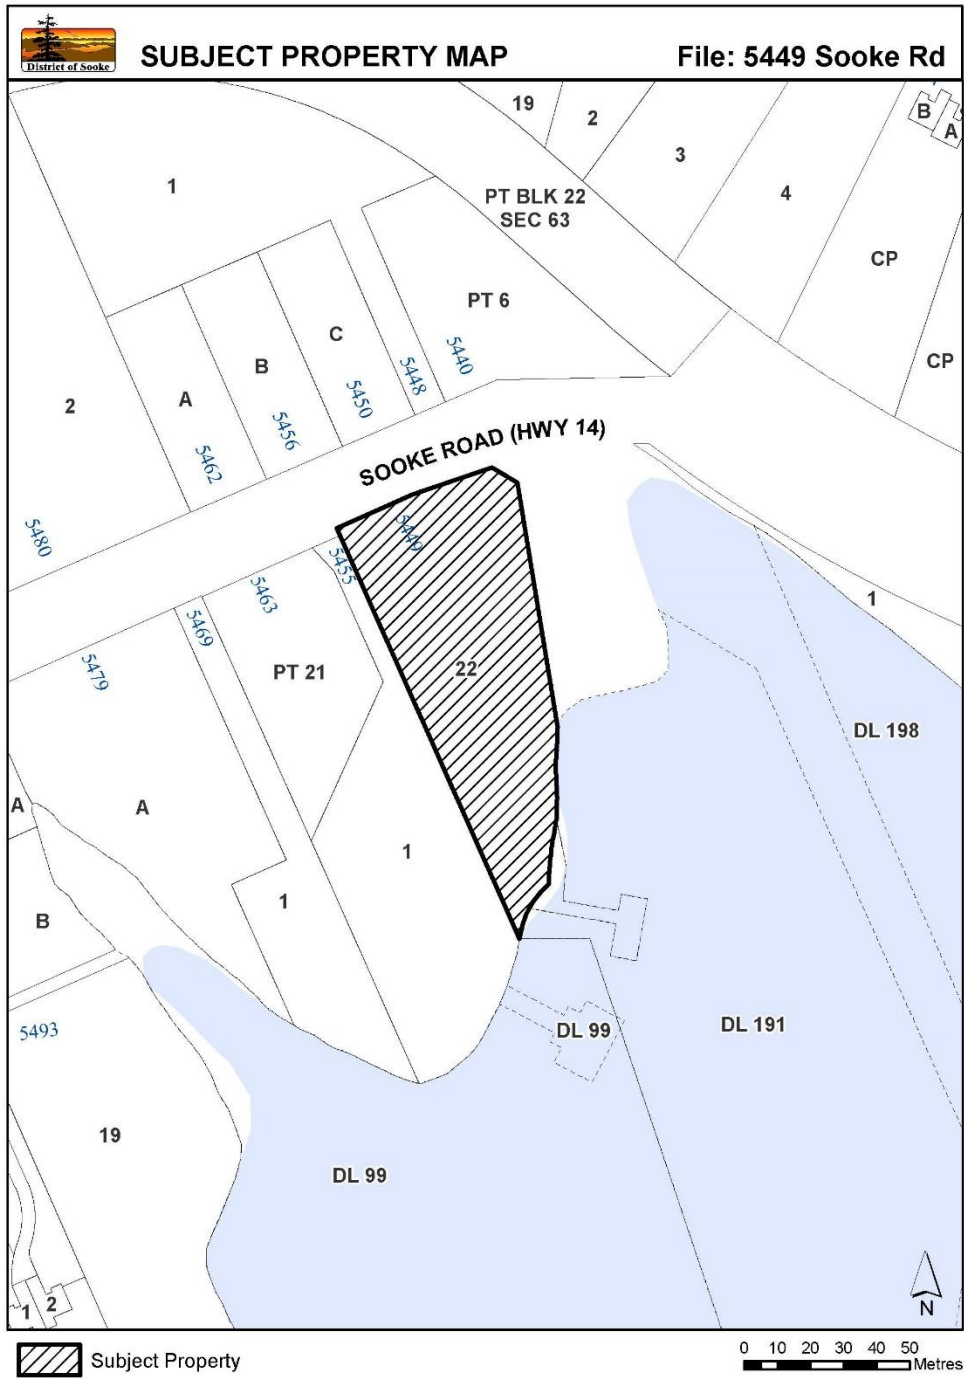 District of Sooke
SUBJECT PROPERTY MAP
File: 5449 Sooke Rd
19
2
B
A
3
1
PT BLK 22
SEC 63
4
CP
PT 6
C
5440
CP
B
5448
A
5450
2
5456
SOOKE ROAD (HWY 14)
5462
5480
5449
5455
5463
1
5469
22
PT 21
5479
DL 198
A
A
1
1
B
DL 99
DL 191
5493
19
DL 99
1
2
N
Subject Property
0 10 20 30 40 50
Metres